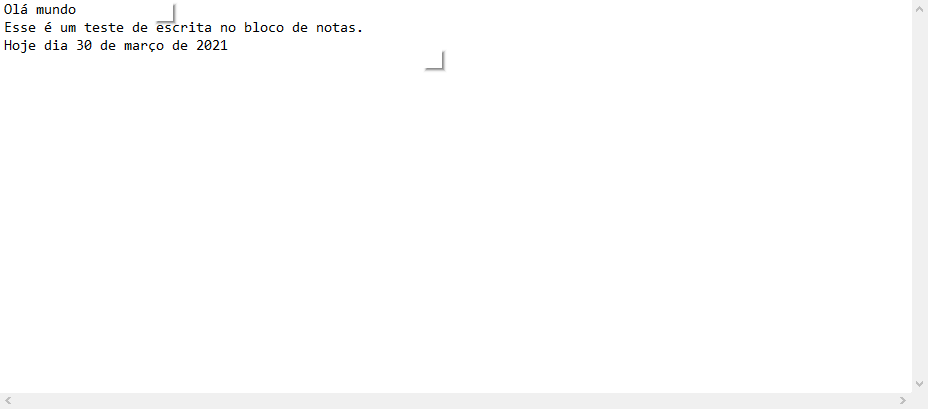 Olá mundo
Esse é um teste de escrita no bloco de notas.
Hoje dia 30 de março de 2021